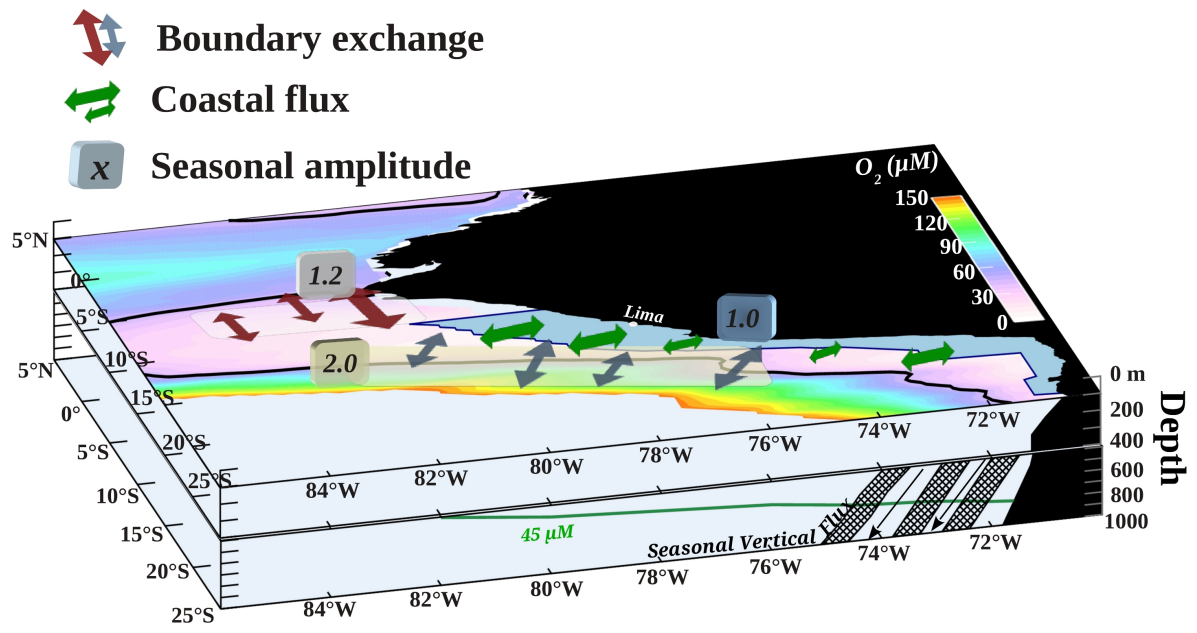 Boundary exchange
Coastal flux
x Seasonal amplitude
O2 (μM)
150
120
90
60
30
0
5°N
0°
5°S
10°S
15°S
20°S
25°S
1.2
Lima
1.0
2.0
84°W
82°W
80°W
78°W
76°W
74°W
72°W
0 m
200
400
600
800
1000
Depth
5°N
0°
5°S
10°S
15°S
20°S
25°S
45 μM
Seasonal Vertical Flux
84°W
82°W
80°W
78°W
76°W
74°W
72°W